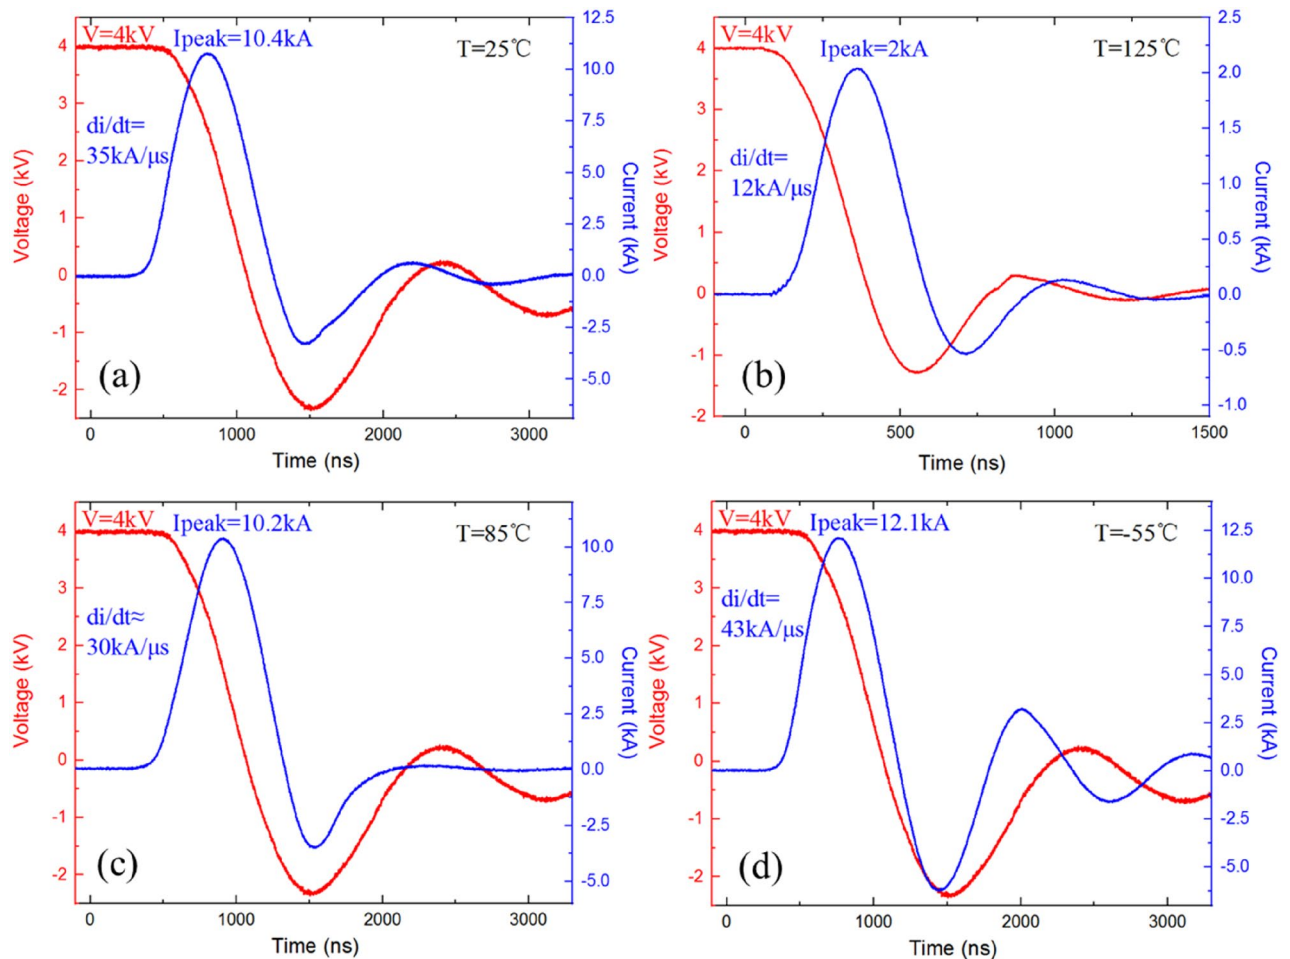 V=4kV
Ipeak=10.4kA
T=25℃
di/dt=
35kA/μs
Voltage (kV)
4
3
2
1
0
-1
-2
Current (kA)
12.5
10.0
7.5
5.0
2.5
0.0
-2.5
-5.0
0 1000 2000 3000
Time (ns)
(a)
V=4kV
Ipeak=2kA
T=125℃
di/dt=
12kA/μs
Voltage (kV)
4
3
2
1
0
-1
-2
Current (kA)
2.5
2.0
1.5
1.0
0.5
0.0
-0.5
-1.0
0 500 1000 1500
Time (ns)
(b)
V=4kV
Ipeak=10.2kA
T=85℃
di/dt≈
30kA/μs
Voltage (kV)
4
3
2
1
0
-1
-2
Current (kA)
10.0
7.5
5.0
2.5
0.0
-2.5
-5.0
0 1000 2000 3000
Time (ns)
(c)
V=4kV
Ipeak=12.1kA
T=-55℃
di/dt=
43kA/μs
Voltage (kV)
4
3
2
1
0
-1
-2
Current (kA)
12.5
10.0
7.5
5.0
2.5
0.0
-2.5
-5.0
0 1000 2000 3000
Time (ns)
(d)